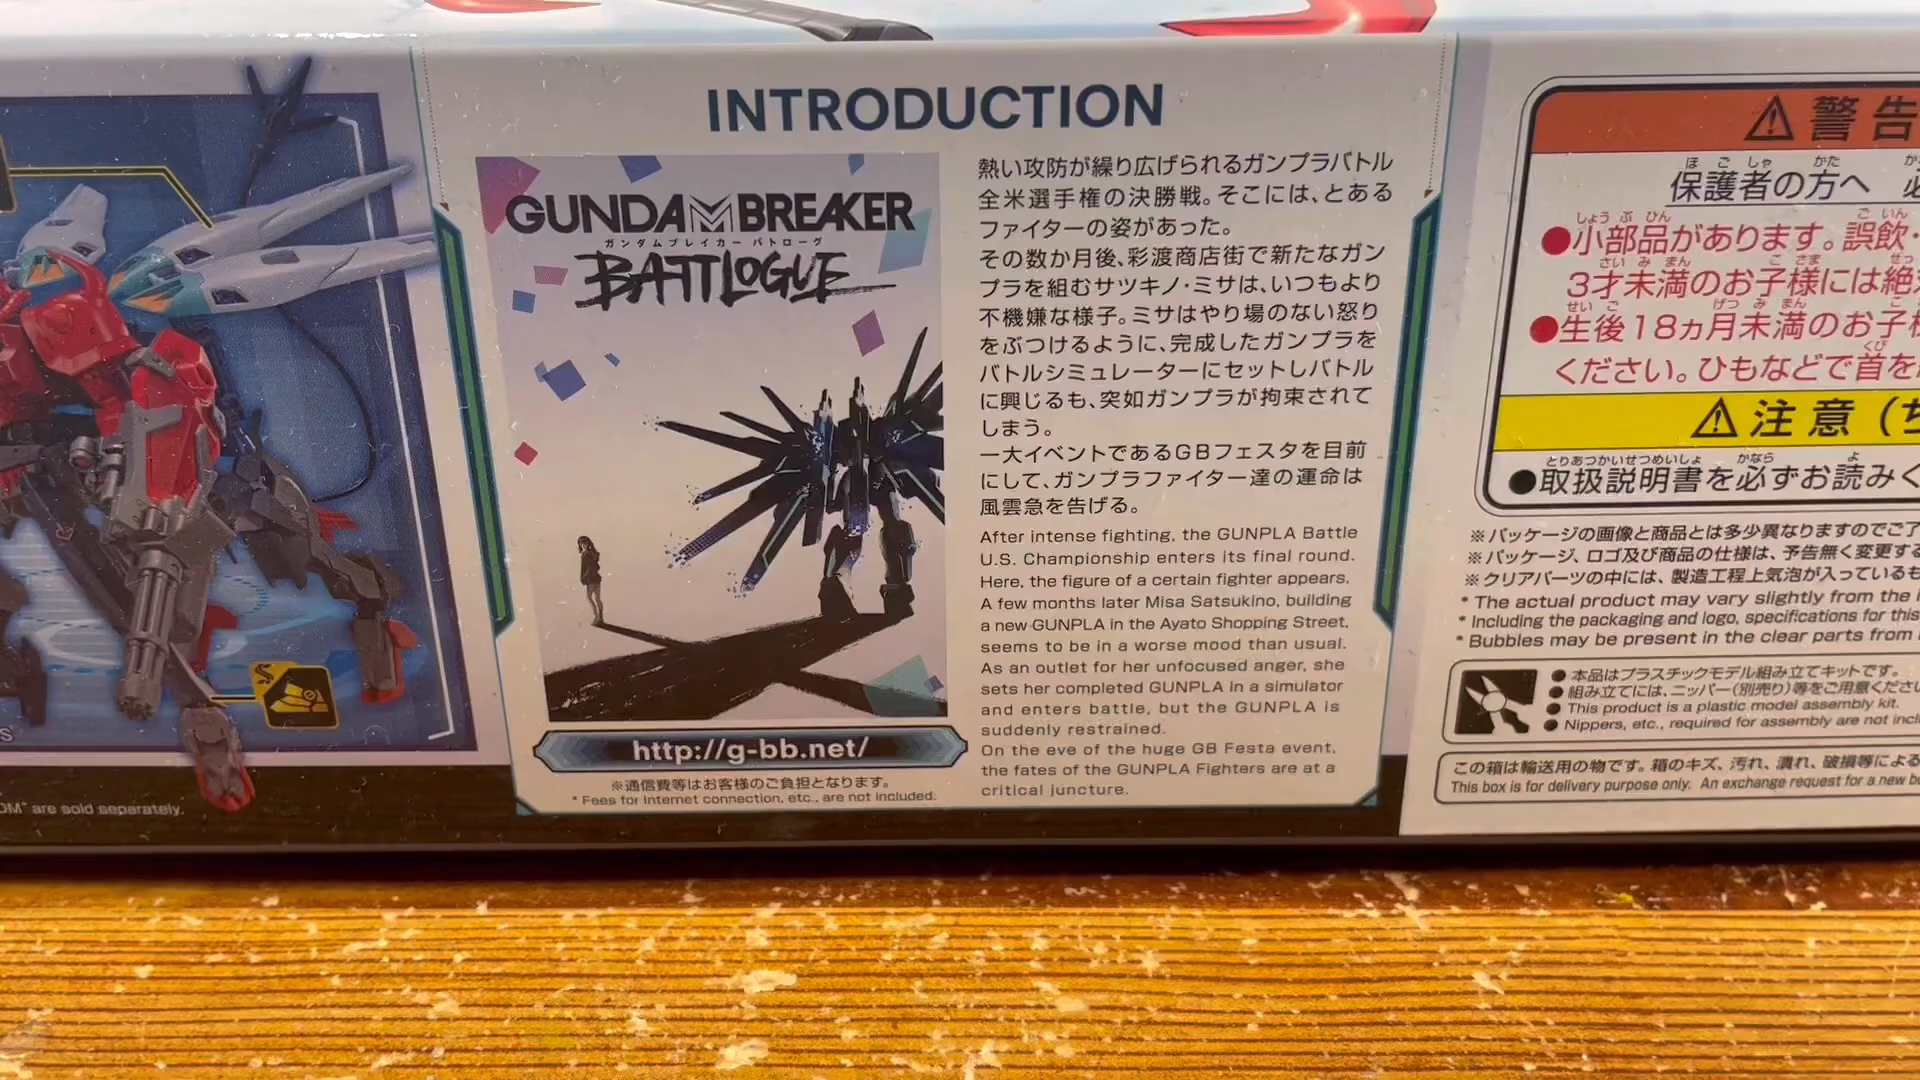 INTRODUCTION
GUNDAM BREAKER
ガンダムブレイカー バトローグ
BATTLOGUE
http://g-bb.net/
※通信費等はお客様のご負担となります。
* Fees for Internet connection, etc., are not included.
熱い攻防が繰り広げられるガンプラバトル
全米選手権の決勝戦。そこには、とある
ファイターの姿があった。
その数か月後、彩渡商店街で新たなガン
プラを組むサツキノ・ミサは、いつもより
不機嫌な様子。ミサはやり場のない怒り
をぶつけるように、完成したガンプラを
バトルシミュレーターにセットしバトル
に興じるも、突如ガンプラが拘束されて
しまう。
一大イベントであるGBフェスタを目前
にして、ガンプラファイター達の運命は
風雲急を告げる。
After intense fighting, the GUNPLA Battle
U.S. Championship enters its final round.
Here, the figure of a certain fighter appears.
A few months later Misa Satsukino, building
a new GUNPLA in the Ayato Shopping Street,
seems to be in a worse mood than usual.
As an outlet for her unfocused anger, she
sets her completed GUNPLA in a simulator
and enters battle, but the GUNPLA is
suddenly restrained.
On the eve of the huge GB Festa event,
the fates of the GUNPLA Fighters are at a
critical juncture.
are sold separately.
警告
ほごしゃ かた
保護者の方へ
しょうぶひん ごいん
●小部品があります。誤飲・
さいみまん こさま ぜっ
3才未満のお子様には絶
せいご げつみまん こ
●生後18ヵ月未満のお子
くび
ください。ひもなどで首を
注意(ち
とりあつかいせつめいしょ かなら よ
●取扱説明書を必ずお読みく
※パッケージの画像と商品とは多少異なりますのでご了
※パッケージ、ロゴ及び商品の仕様は、予告無く変更する
※クリアパーツの中には、製造工程上気泡が入っているも
* The actual product may vary slightly from the
* Including the packaging and logo, specifications for this
* Bubbles may be present in the clear parts from
●本品はプラスチックモデル組み立てキットです。
●組み立てには、ニッパー(別売り)等をご用意くださ
●This product is a plastic model assembly kit.
●Nippers, etc., required for assembly are not incl
この箱は輸送用の物です。箱のキズ、汚れ、潰れ、破損等による
This box is for delivery purpose only. An exchange request for a new b